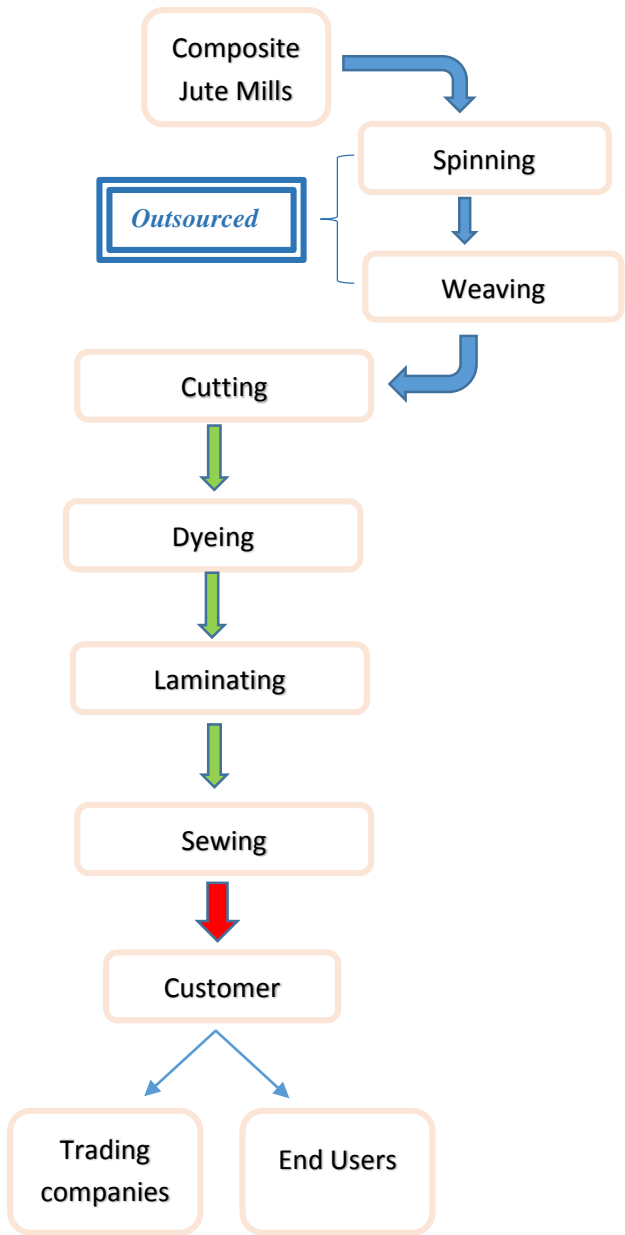 Composite
Jute Mills
Spinning
Outsourced
Weaving
Cutting
Dyeing
Laminating
Sewing
Customer
Trading
companies
End Users